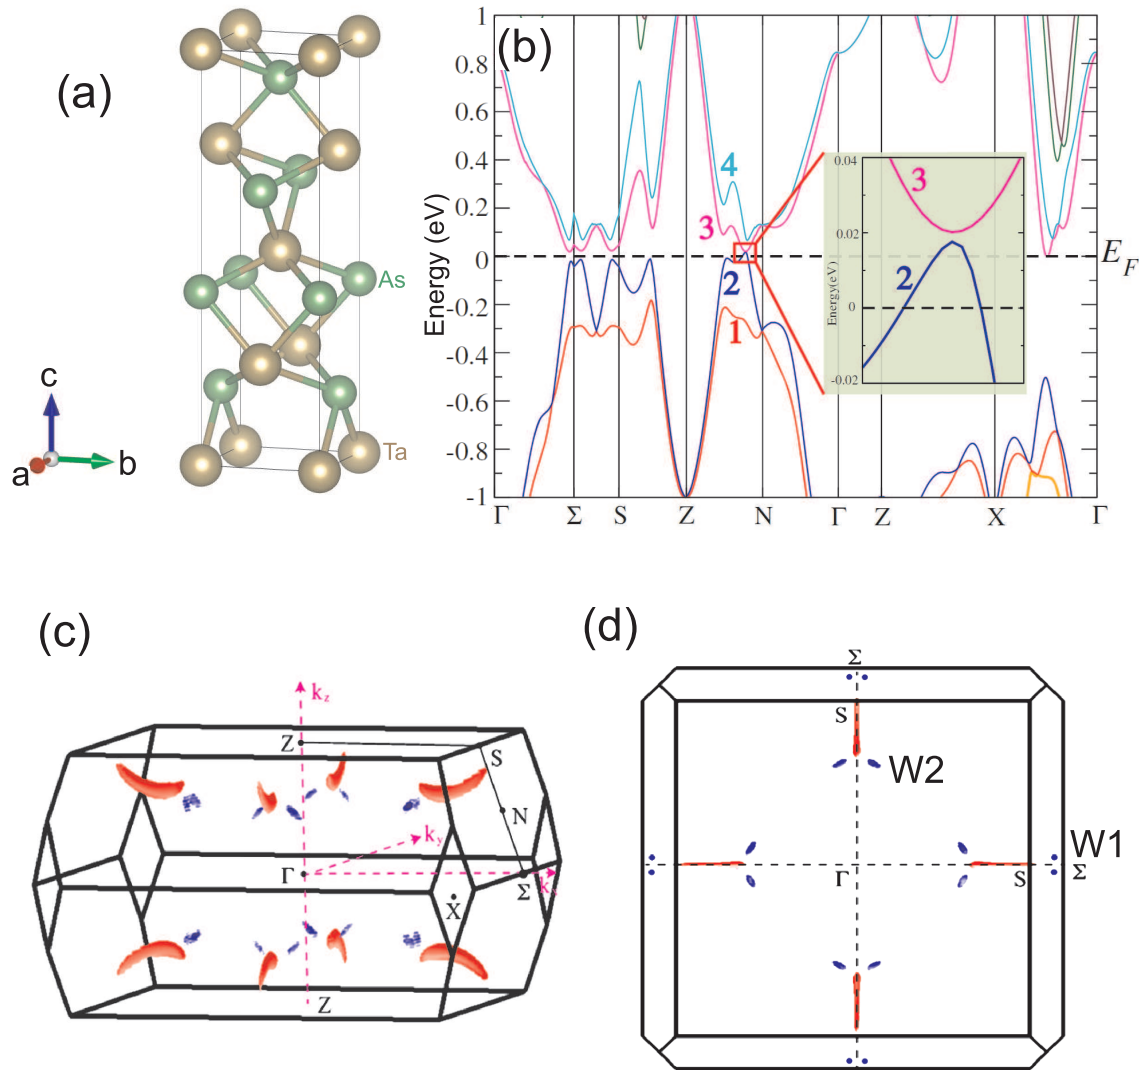 (a)
As
Ta
c
a
b
(b)
Energy (eV)
1
0.8
0.6
0.4
0.2
0
-0.2
-0.4
-0.6
-0.8
-1
4
3
2
1
E_F
Energy(eV)
0.04
0.02
0
-0.02
3
2
Γ Σ S Z N Γ Z X Γ
(c)
k_z
Z
S
N
k_y
Γ
Σ
k_x
X
Z
(d)
Σ
S
W2
W1
Γ
S
Σ